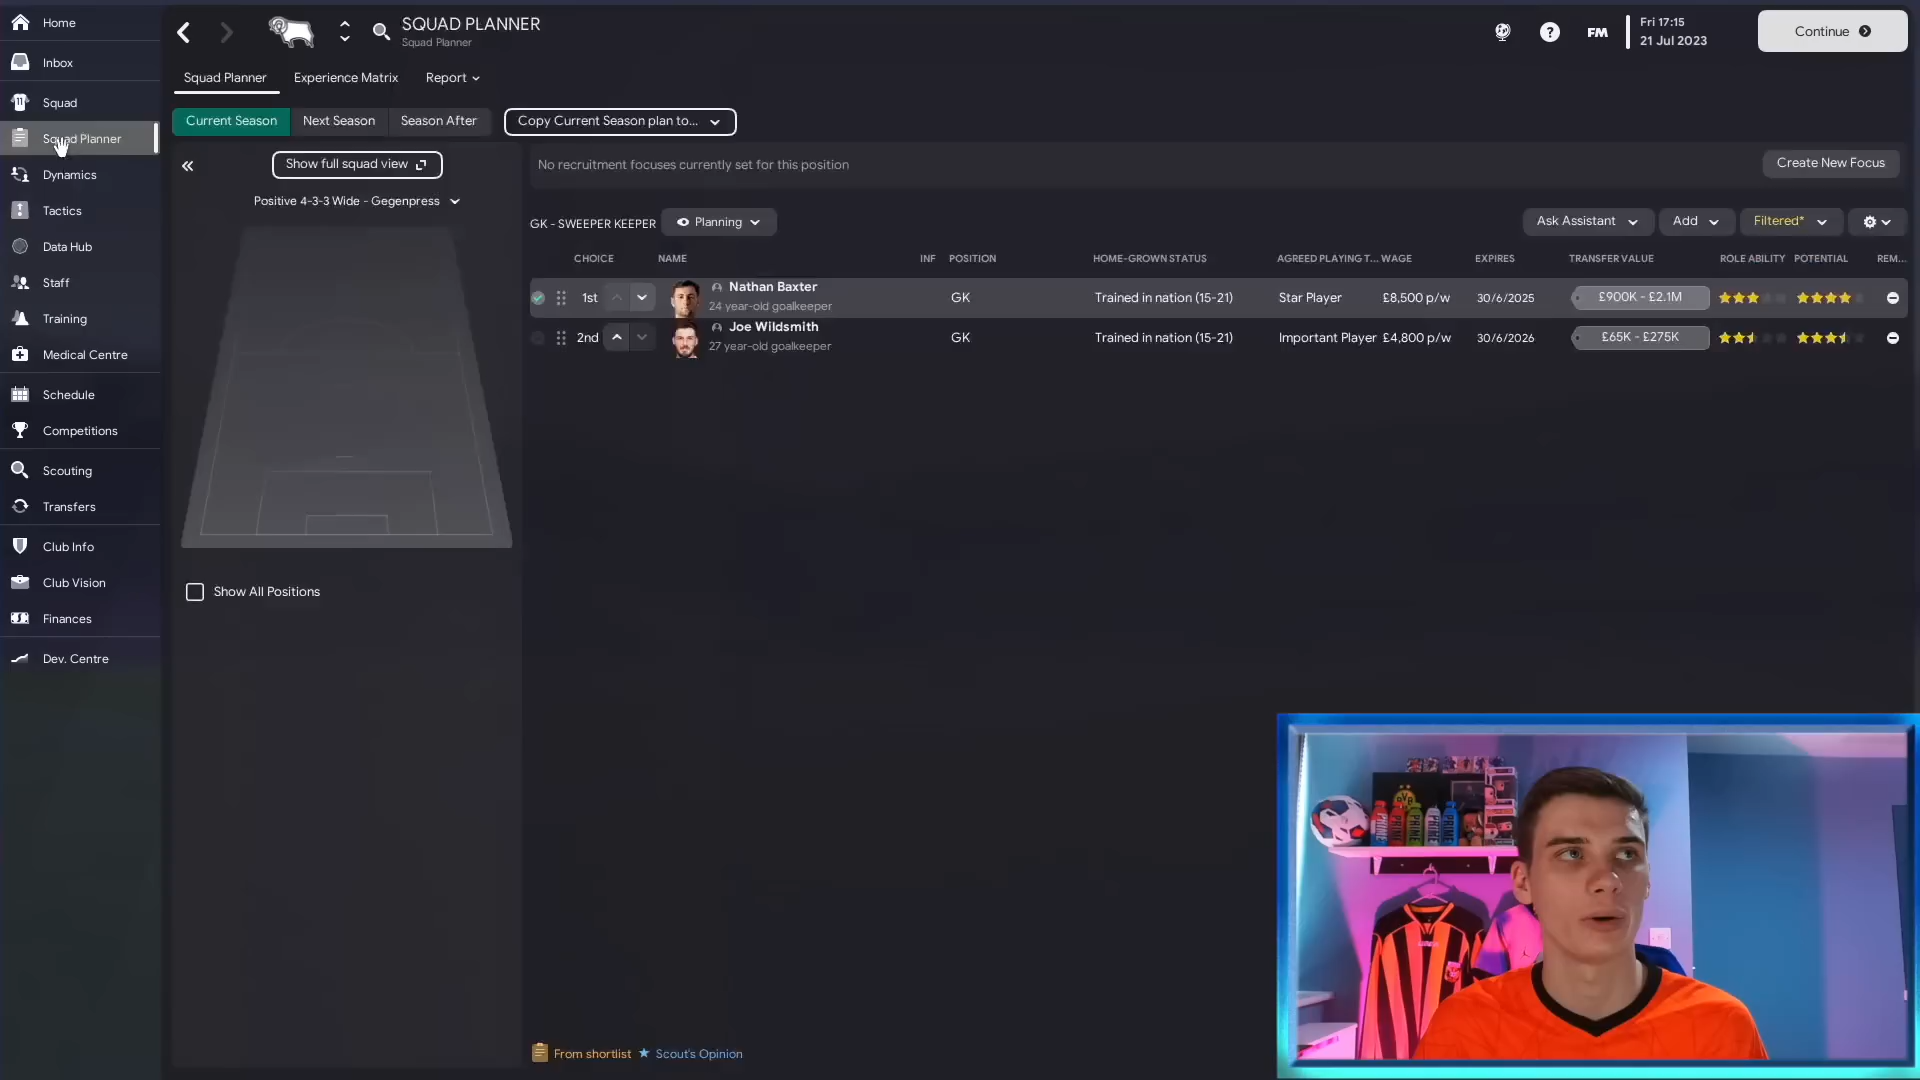 Home
Inbox
Squad
Squad Planner
Dynamics
Tactics
Data Hub
Staff
Training
Medical Centre
Schedule
Competitions
Scouting
Transfers
Club Info
Club Vision
Finances
Dev. Centre
SQUAD PLANNER
Squad Planner
FM
Fri 17:15
21 Jul 2023
Continue
Squad Planner Experience Matrix Report
Current Season Next Season Season After Copy Current Season plan to...
Show full squad view
Positive 4-3-3 Wide - Gegenpress
Show All Positions
No recruitment focuses currently set for this position
Create New Focus
GK - SWEEPER KEEPER Planning Ask Assistant Add Filtered*
CHOICE NAME INF POSITION HOME-GROWN STATUS AGREED PLAYING T... WAGE EXPIRES TRANSFER VALUE ROLE ABILITY POTENTIAL REM...
1st Nathan Baxter GK Trained in nation (15-21) Star Player £8,500 p/w 30/6/2025 £900K - £2.1M
24 year-old goalkeeper
2nd Joe Wildsmith GK Trained in nation (15-21) Important Player £4,800 p/w 30/6/2026 £65K - £275K
27 year-old goalkeeper
From shortlist Scout's Opinion
BVB
PRIME PRIME PRIME PRIME PRIME